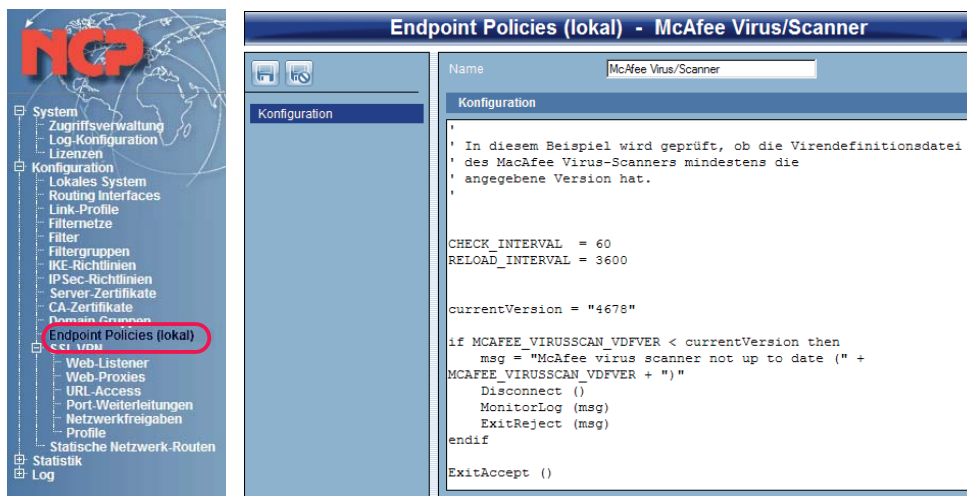 NCP
System
Zugriffsverwaltung
Log-Konfiguration
Lizenzen
Konfiguration
Lokales System
Routing Interfaces
Link-Profile
Filternetze
Filter
Filtergruppen
IKE-Richtlinien
IPSec-Richtlinien
Server-Zertifikate
CA-Zertifikate
Domain Gruppen
Endpoint Policies (lokal)
SSL VPN
Web-Listener
Web-Proxies
URL-Access
Port-Weiterleitungen
Netzwerkfreigaben
Profile
Statische Netzwerk-Routen
Statistik
Log
Endpoint Policies (lokal) - McAfee Virus/Scanner
Konfiguration
Name McAfee Virus/Scanner
Konfiguration
'
' In diesem Beispiel wird geprüft, ob die Virendefinitionsdatei
' des MacAfee Virus-Scanners mindestens die
' angegebene Version hat.
'
CHECK_INTERVAL = 60
RELOAD_INTERVAL = 3600
currentVersion = "4678"
if MCAFEE_VIRUSSCAN_VDFVER < currentVersion then
msg = "McAfee virus scanner not up to date (" +
MCAFEE_VIRUSSCAN_VDFVER + ")"
Disconnect ()
MonitorLog (msg)
ExitReject (msg)
endif
ExitAccept ()